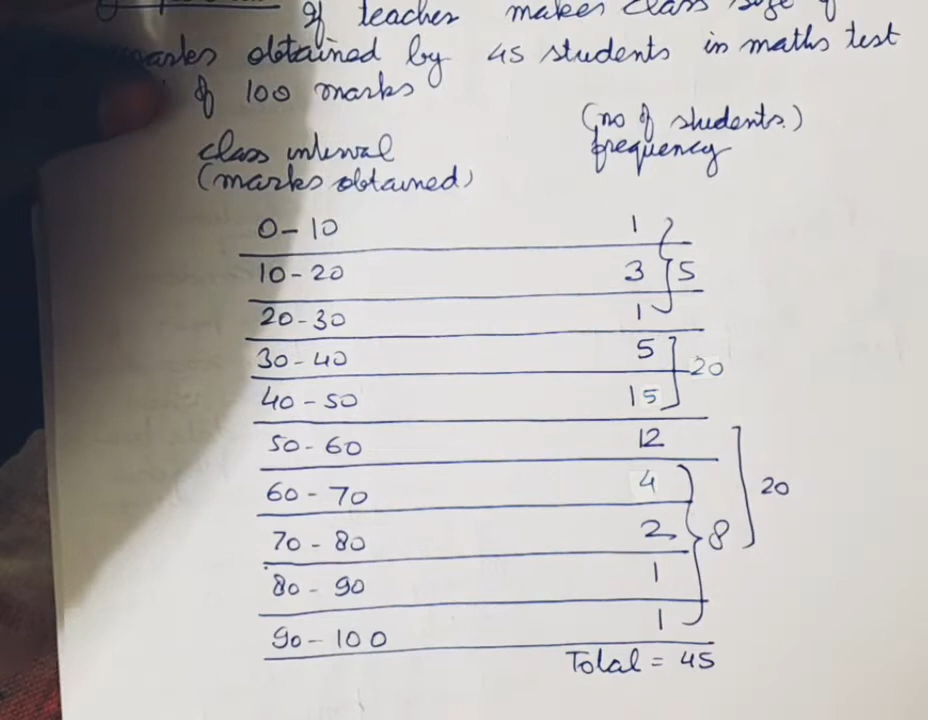 If teacher makes class size of
marks obtained by 45 students in maths test
of 100 marks
class interval (no of students.)
(marks obtained) frequency
0-10 1
10-20 3 5
20-30 1
30-40 5
40-50 15 20
50-60 12
60-70 4 20
70-80 2 8
80-90 1
90-100 1
Total = 45